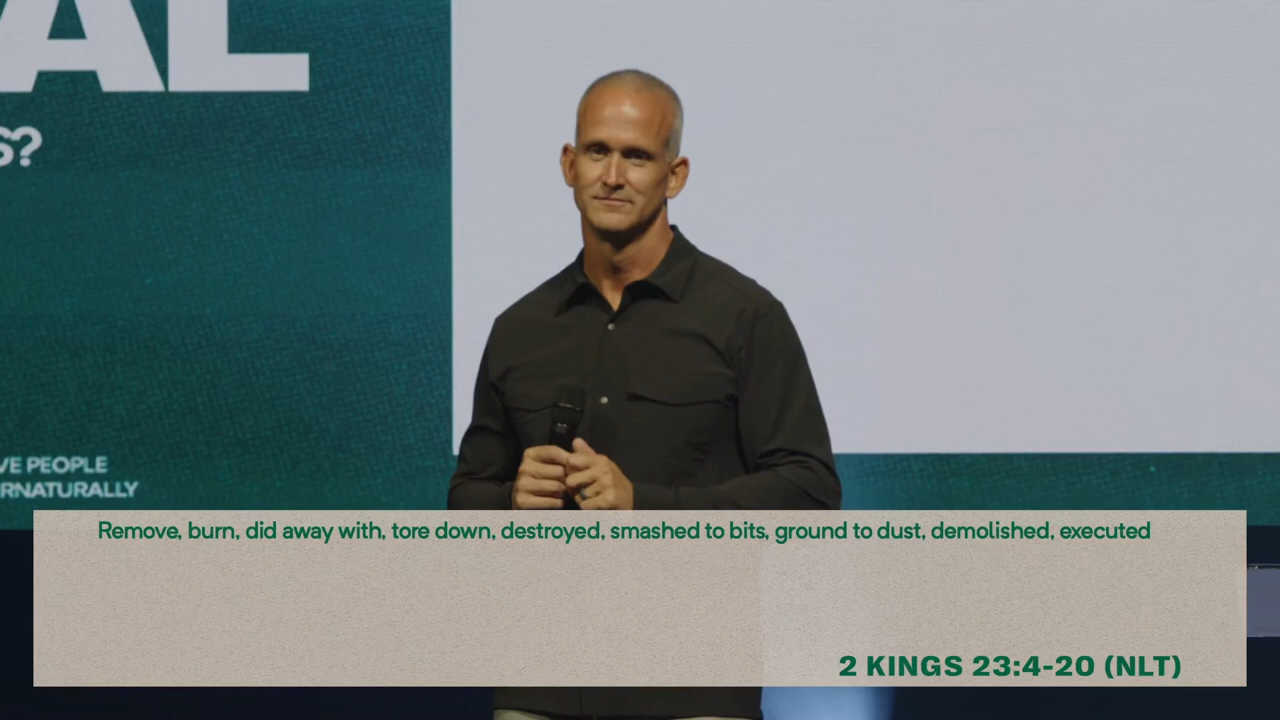 AL
S?
VE PEOPLE
RNATURALLY
Remove, burn, did away with, tore down, destroyed, smashed to bits, ground to dust, demolished, executed
2 KINGS 23:4-20 (NLT)